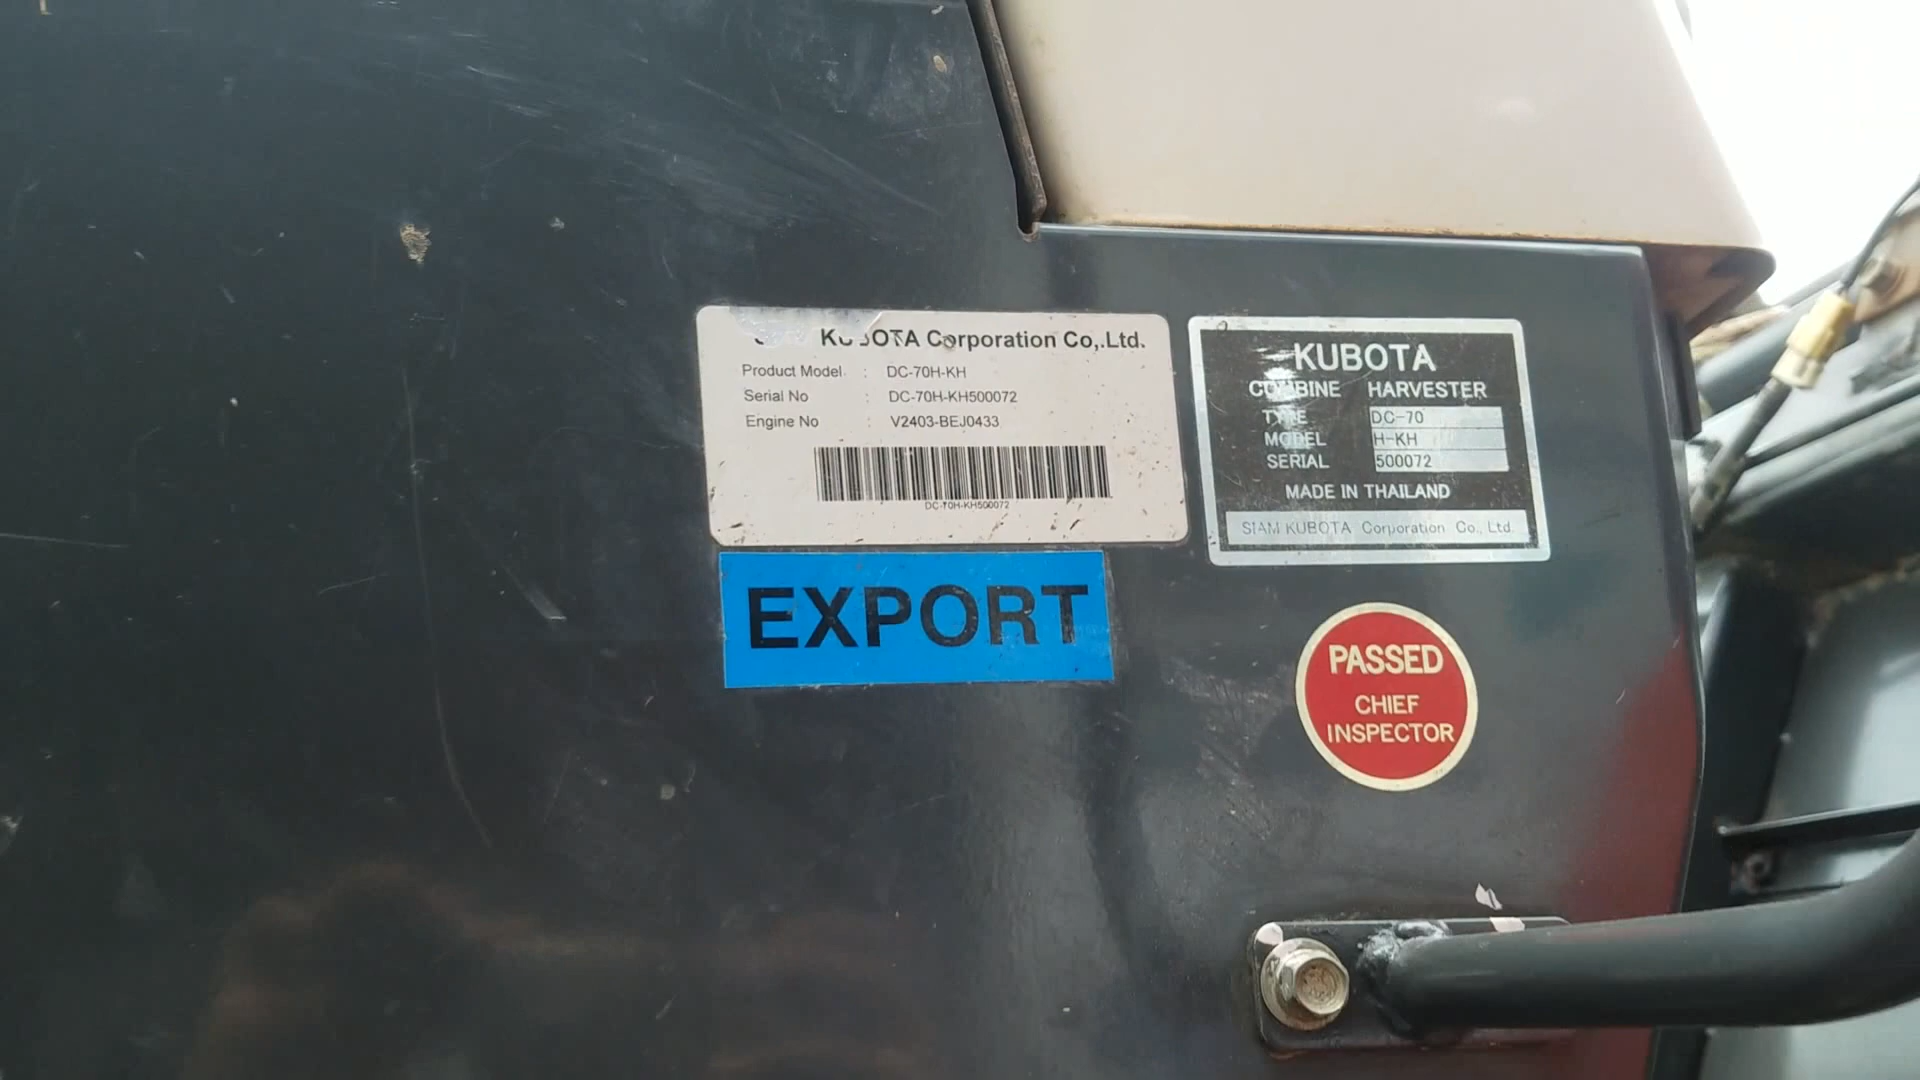 KUBOTA Corporation Co,.Ltd.
Product Model : DC-70H-KH
Serial No : DC-70H-KH500072
Engine No : V2403-BEJ0433
DC-70H-KH500072
EXPORT
KUBOTA
COMBINE HARVESTER
TYPE DC-70
MODEL H-KH
SERIAL 500072
MADE IN THAILAND
SIAM KUBOTA Corporation Co., Ltd.
PASSED
CHIEF
INSPECTOR